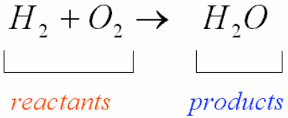 H₂ + O₂ → H₂O
reactants products